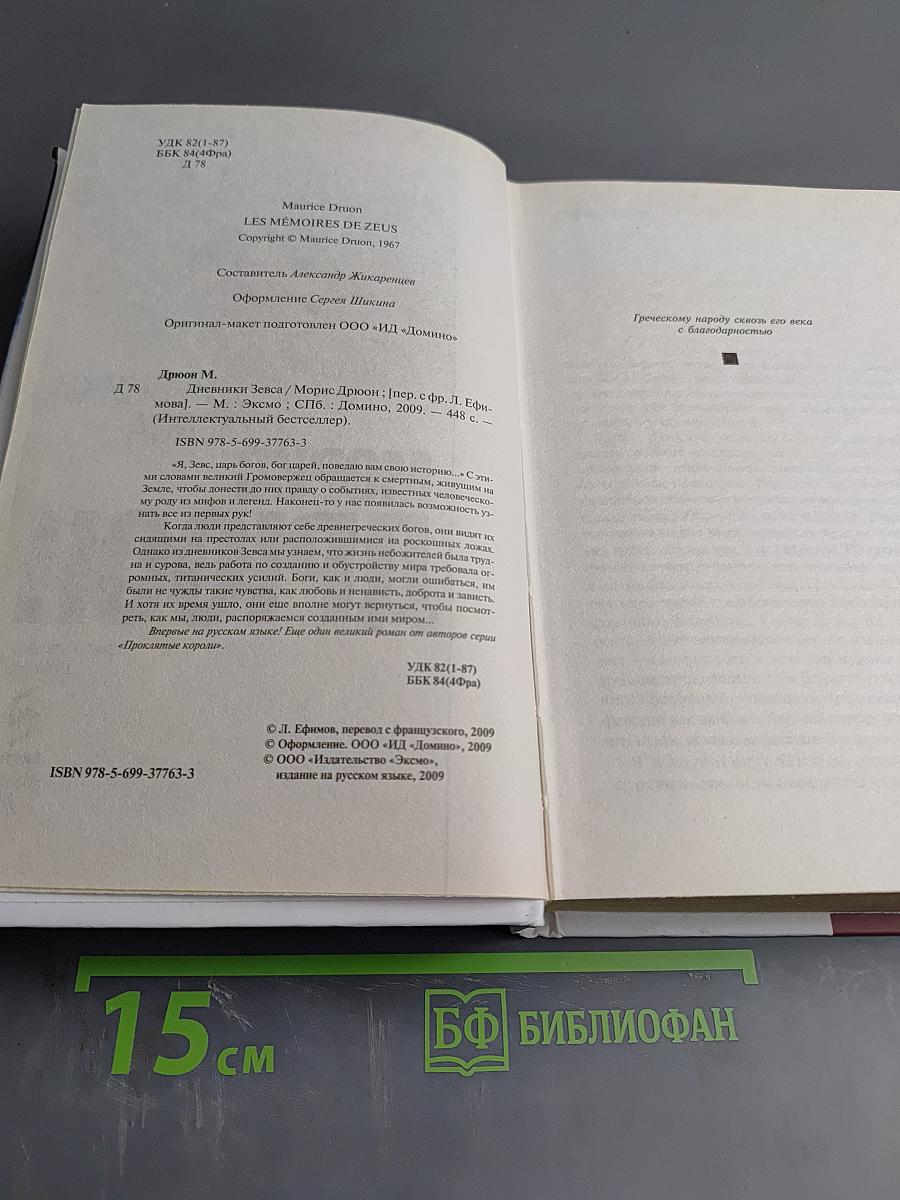 УДК 82(1-87)
ББК 84(4Фра)
Д 78
Maurice Druon
LES MÉMOIRES DE ZEUS
Copyright © Maurice Druon, 1967
Составитель Александр Жикаренцев
Оформление Сергея Шикина
Оригинал-макет подготовлен ООО «ИД «Домино»
Дрюон М.
Д 78 Дневники Зевса / Морис Дрюон ; [пер. с фр. Л. Ефи-
мова]. — М. : Эксмо ; СПб. : Домино, 2009. — 448 с. —
(Интеллектуальный бестселлер).
ISBN 978-5-699-37763-3
«Я, Зевс, царь богов, бог царей, поведаю вам свою историю...» С эти-
ми словами великий Громовержец обращается к смертным, живущим на
Земле, чтобы донести до них правду о событиях, известных человеческо-
му роду из мифов и легенд. Наконец-то у нас появилась возможность уз-
нать все из первых рук!
Когда люди представляют себе древнегреческих богов, они видят их
сидящими на престолах или расположившимися на роскошных ложах.
Однако из дневников Зевса мы узнаем, что жизнь небожителей была труд-
на и сурова, ведь работа по созданию и обустройству мира требовала ог-
ромных, титанических усилий. Боги, как и люди, могли ошибаться, им
были не чужды такие чувства, как любовь и ненависть, доброта и зависть.
И хотя их время ушло, они еще вполне могут вернуться, чтобы посмот-
реть, как мы, люди, распоряжаемся созданным ими миром...
Впервые на русском языке! Еще один великий роман от авторов серии
«Проклятые короли».
УДК 82(1-87)
ББК 84(4Фра)
© Л. Ефимов, перевод с французского, 2009
© Оформление. ООО «ИД «Домино», 2009
© ООО «Издательство «Эксмо»,
издание на русском языке, 2009
ISBN 978-5-699-37763-3
Греческому народу сквозь его века
с благодарностью
15 см
БФ БИБЛИОФАН